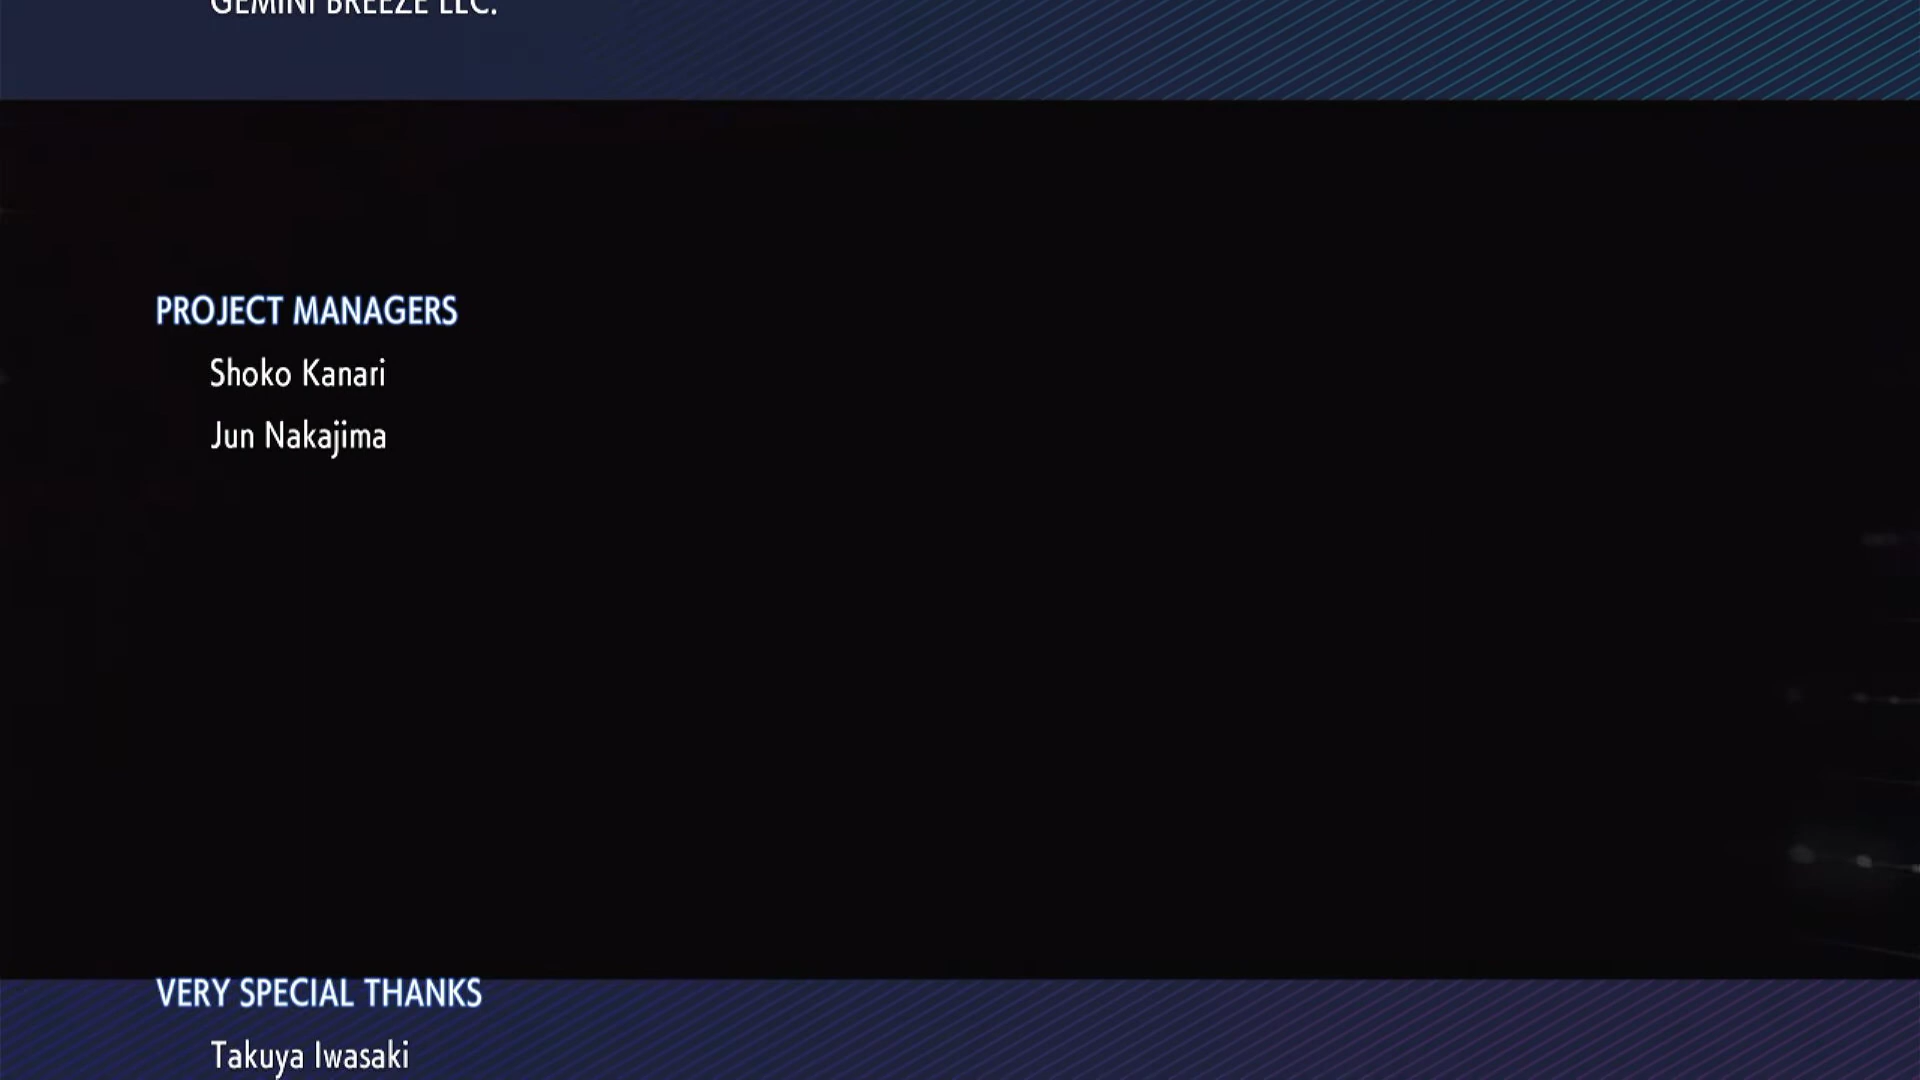 GEMINI BREEZE LLC.
PROJECT MANAGERS
Shoko Kanari
Jun Nakajima
VERY SPECIAL THANKS
Takuya Iwasaki